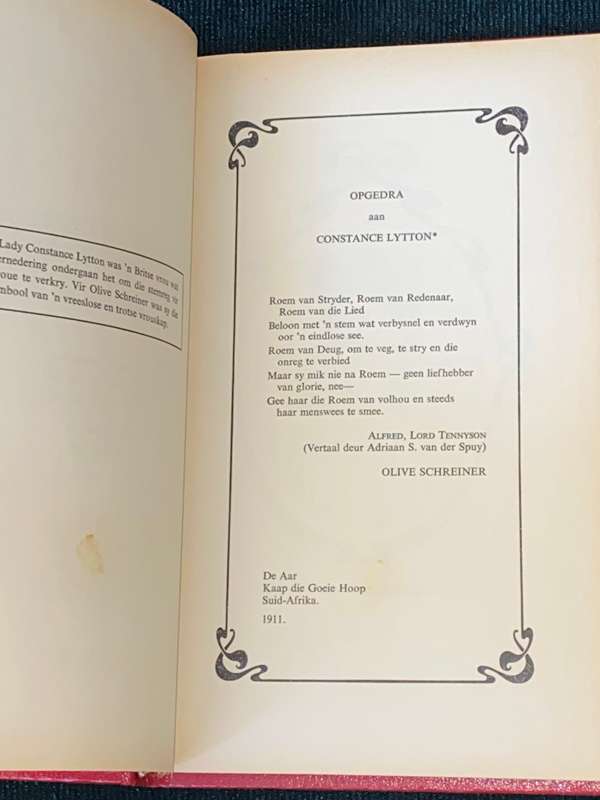 Lady Constance Lytton was 'n Britse vrou wat
ernedering ondergaan het om die stemreg vir
oue te verkry. Vir Olive Schreiner was sy die
mbool van 'n vreeslose en trotse vrouskap.
OPGEDRA
aan
CONSTANCE LYTTON*
Roem van Stryder, Roem van Redenaar,
Roem van die Lied
Beloon met 'n stem wat verbysnel en verdwyn
oor 'n eindlose see.
Roem van Deug, om te veg, te stry en die
onreg te verbied
Maar sy mik nie na Roem — geen liefhebber
van glorie, nee—
Gee haar die Roem van volhou en steeds
haar menswees te smee.
ALFRED, LORD TENNYSON
(Vertaal deur Adriaan S. van der Spuy)
OLIVE SCHREINER
De Aar
Kaap die Goeie Hoop
Suid-Afrika.
1911.